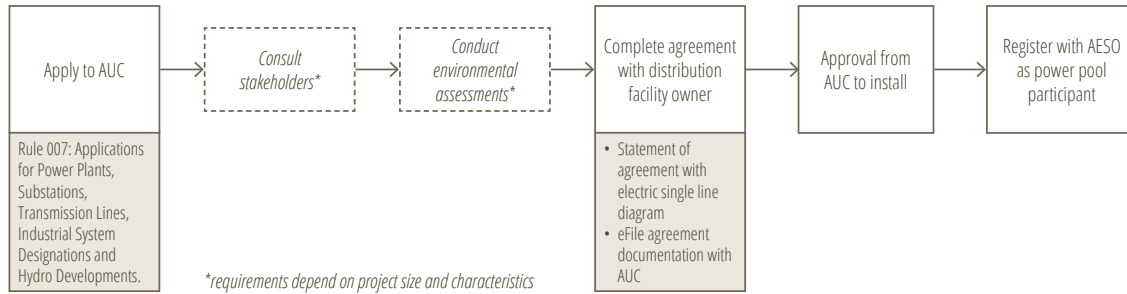 Apply to AUC
Rule 007: Applications
for Power Plants,
Substations,
Transmission Lines,
Industrial System
Designations and
Hydro Developments.
Consult
stakeholders*
Conduct
environmental
assessments*
Complete agreement
with distribution
facility owner
• Statement of
agreement with
electric single line
diagram
• eFile agreement
documentation with
AUC
Approval from
AUC to install
Register with AESO
as power pool
participant
*requirements depend on project size and characteristics